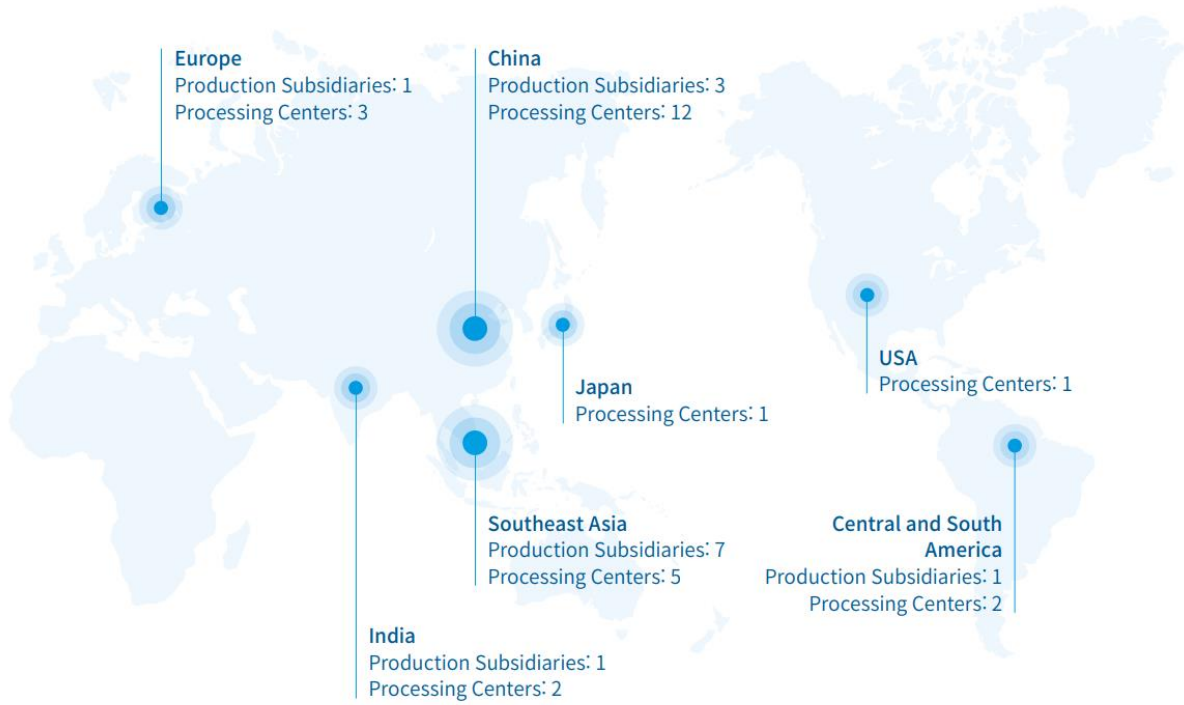 Europe
Production Subsidiaries: 1
Processing Centers: 3
China
Production Subsidiaries: 3
Processing Centers: 12
USA
Processing Centers: 1
Japan
Processing Centers: 1
Southeast Asia
Production Subsidiaries: 7
Processing Centers: 5
Central and South
America
Production Subsidiaries: 1
Processing Centers: 2
India
Production Subsidiaries: 1
Processing Centers: 2